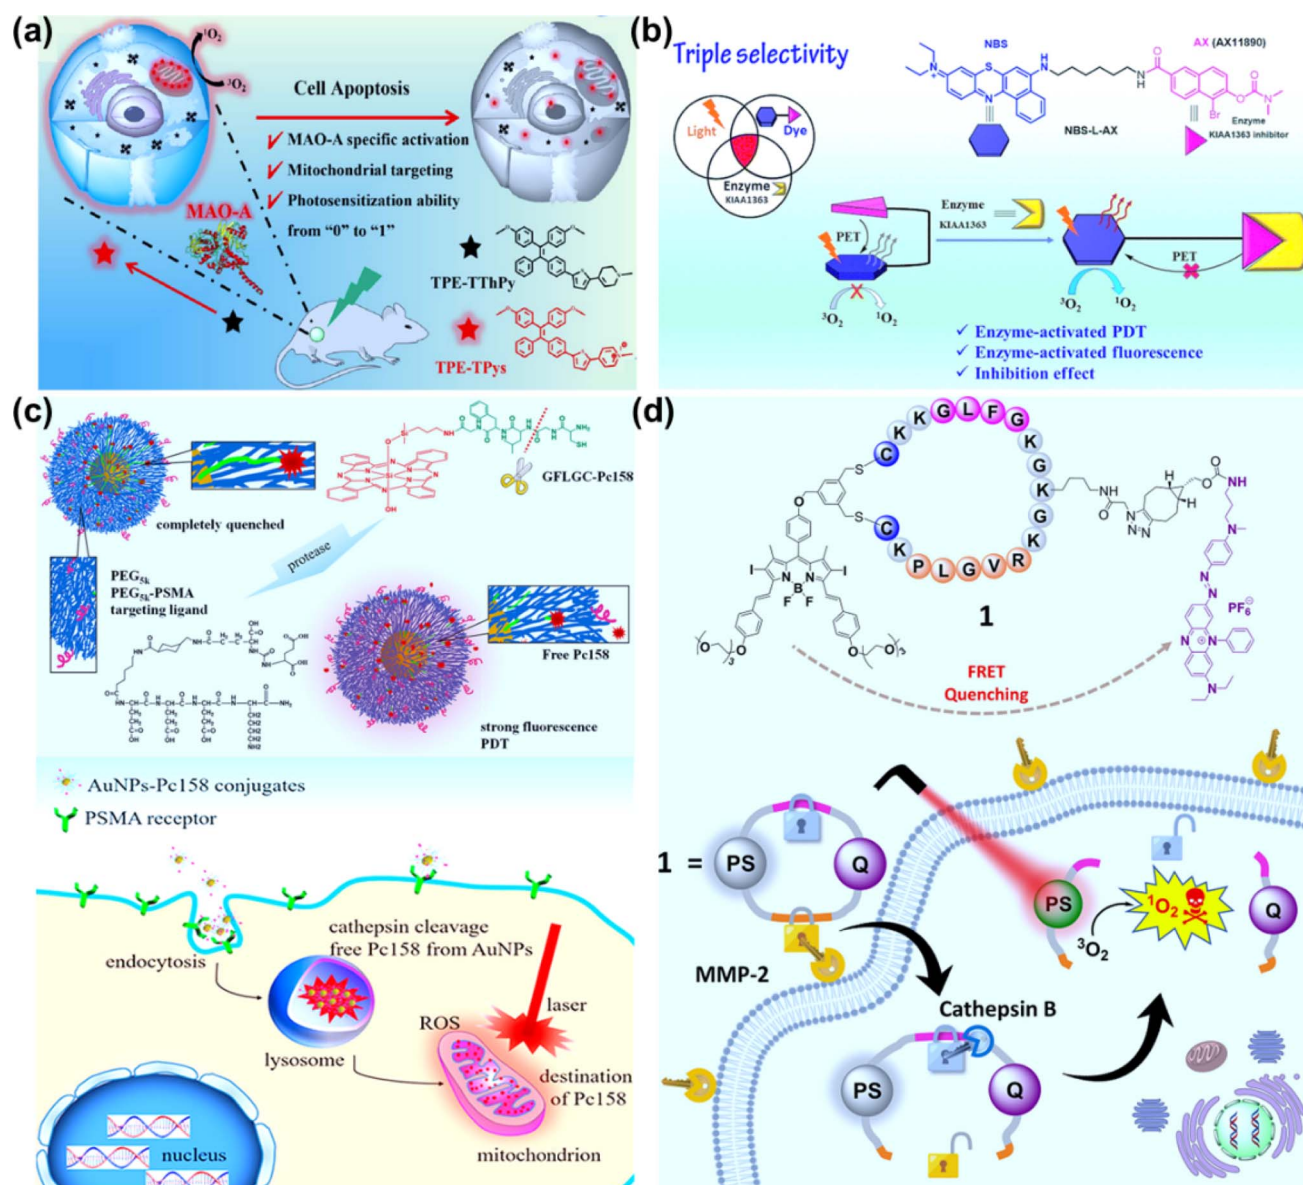 (a)
¹O₂
³O₂
Cell Apoptosis
MAO-A specific activation
Mitochondrial targeting
Photosensitization ability
from “0” to “1”
MAO-A
TPE-TThPy
TPE-TPys
(b)
Triple selectivity
NBS
AX (AX11890)
NBS-L-AX
Enzyme
KIAA1363 inhibitor
Light
Dye
Enzyme
KIAA1363
PET
Enzyme
KIAA1363
PET
³O₂
¹O₂
³O₂
¹O₂
✓ Enzyme-activated PDT
✓ Enzyme-activated fluorescence
✓ Inhibition effect
(c)
completely quenched
GFLGC-Pc158
protease
PEG5k
PEG5k-PSMA
targeting ligand
Free Pc158
strong fluorescence
PDT
AuNPs-Pc158 conjugates
PSMA receptor
endocytosis
cathepsin cleavage
free Pc158 from AuNPs
laser
lysosome
ROS
destination
of Pc158
mitochondrion
nucleus
(d)
C K K G L F G K G K G K
C K P L G V R
PF₆⊖
1
FRET
Quenching
1 =
PS
Q
MMP-2
PS
¹O₂
³O₂
Q
Cathepsin B
PS
Q